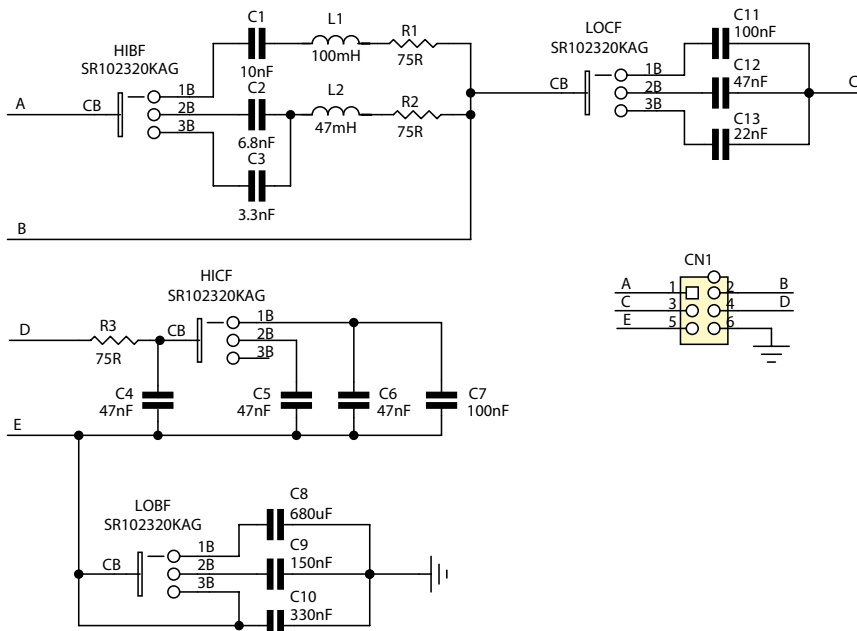 C1
L1
R1
10nF
100mH
75R
HIBF
SR102320KAG
A
CB
1B
2B
3B
C2
L2
R2
6.8nF
47mH
75R
C3
3.3nF
B
LOCF
SR102320KAG
CB
1B
2B
3B
C11
100nF
C12
47nF
C13
22nF
C
HICF
SR102320KAG
D
R3
75R
CB
1B
2B
3B
C4
47nF
C5
47nF
C6
47nF
C7
100nF
E
CN1
A 1 2 B
C 3 4 D
E 5 6
LOBF
SR102320KAG
CB
1B
2B
3B
C8
680uF
C9
150nF
C10
330nF